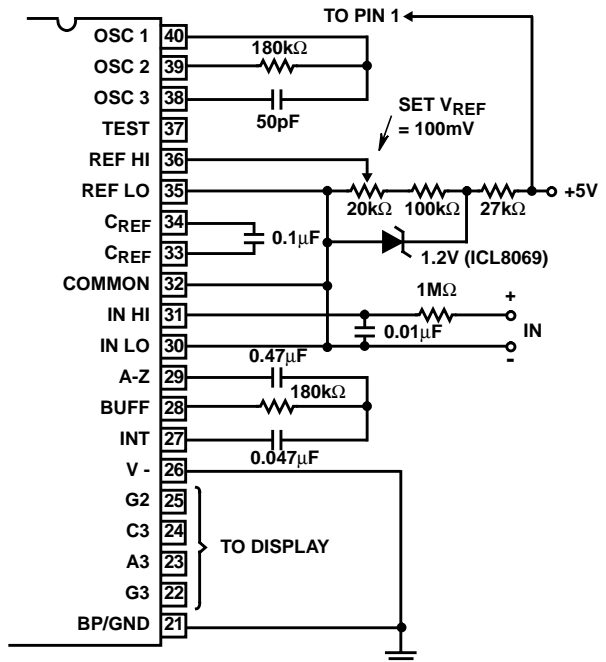 TO PIN 1
OSC 1 40
180kΩ
OSC 2 39
OSC 3 38
50pF
TEST 37
SET VREF
= 100mV
REF HI 36
REF LO 35
+5V
20kΩ 100kΩ 27kΩ
CREF 34
0.1µF
CREF 33
1.2V (ICL8069)
COMMON 32
1MΩ
+
IN HI 31
0.01µF
IN
IN LO 30
-
0.47µF
A-Z 29
180kΩ
BUFF 28
INT 27
0.047µF
V - 26
G2 25
C3 24
TO DISPLAY
A3 23
G3 22
BP/GND 21